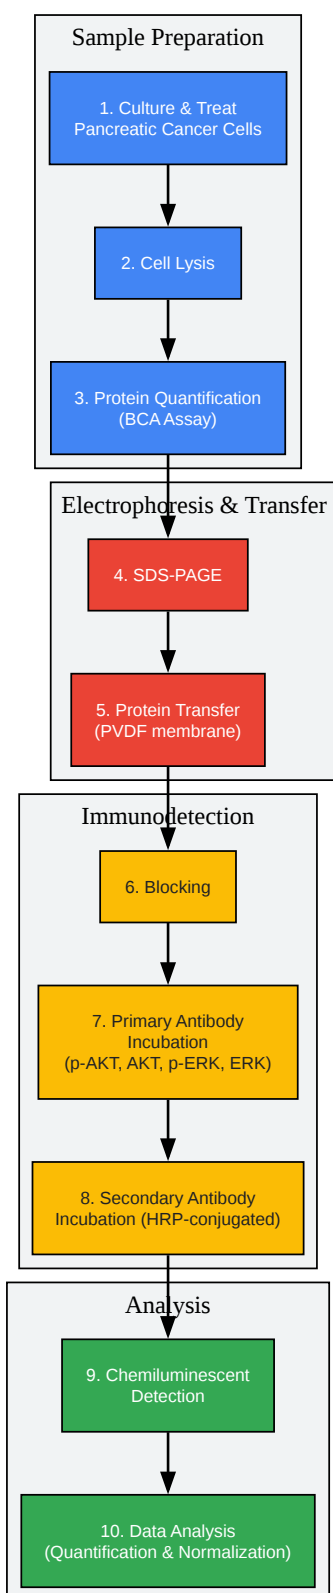 Sample Preparation
1. Culture & Treat
Pancreatic Cancer Cells
2. Cell Lysis
3. Protein Quantification
(BCA Assay)
Electrophoresis & Transfer
4. SDS-PAGE
5. Protein Transfer
(PVDF membrane)
Immunodetection
6. Blocking
7. Primary Antibody
Incubation
(p-AKT, AKT, p-ERK, ERK)
8. Secondary Antibody
Incubation (HRP-conjugated)
Analysis
9. Chemiluminescent
Detection
10. Data Analysis
(Quantification & Normalization)